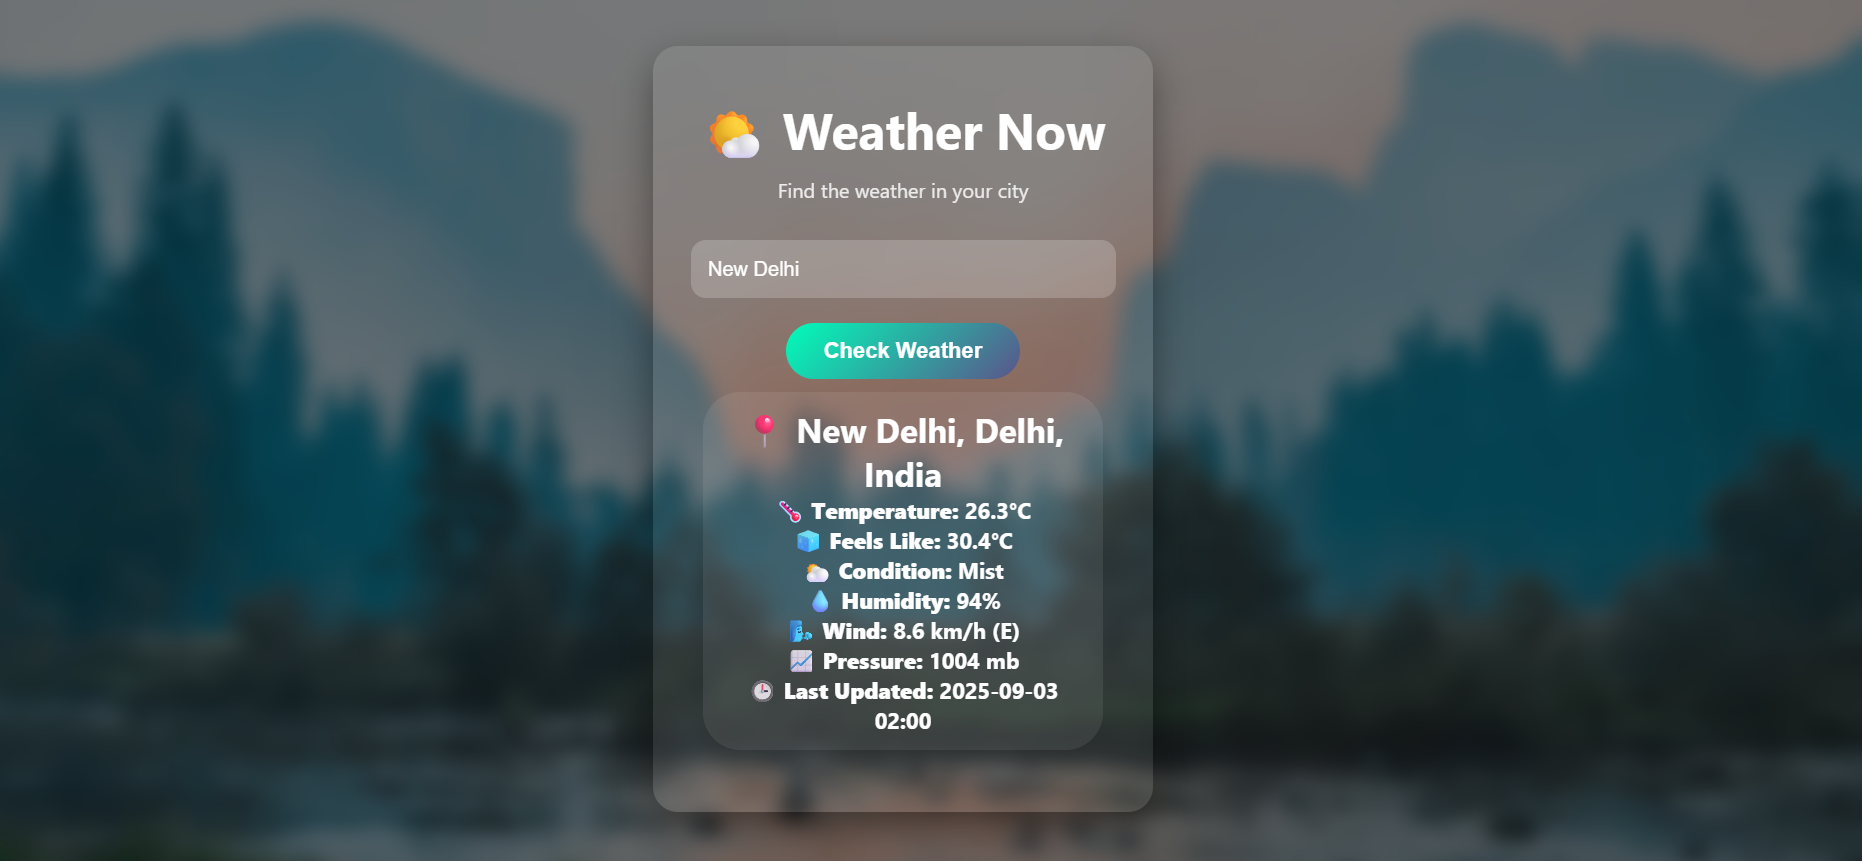 Weather Now
Find the weather in your city
New Delhi
Check Weather
New Delhi, Delhi,
India
Temperature: 26.3°C
Feels Like: 30.4°C
Condition: Mist
Humidity: 94%
Wind: 8.6 km/h (E)
Pressure: 1004 mb
Last Updated: 2025-09-03
02:00